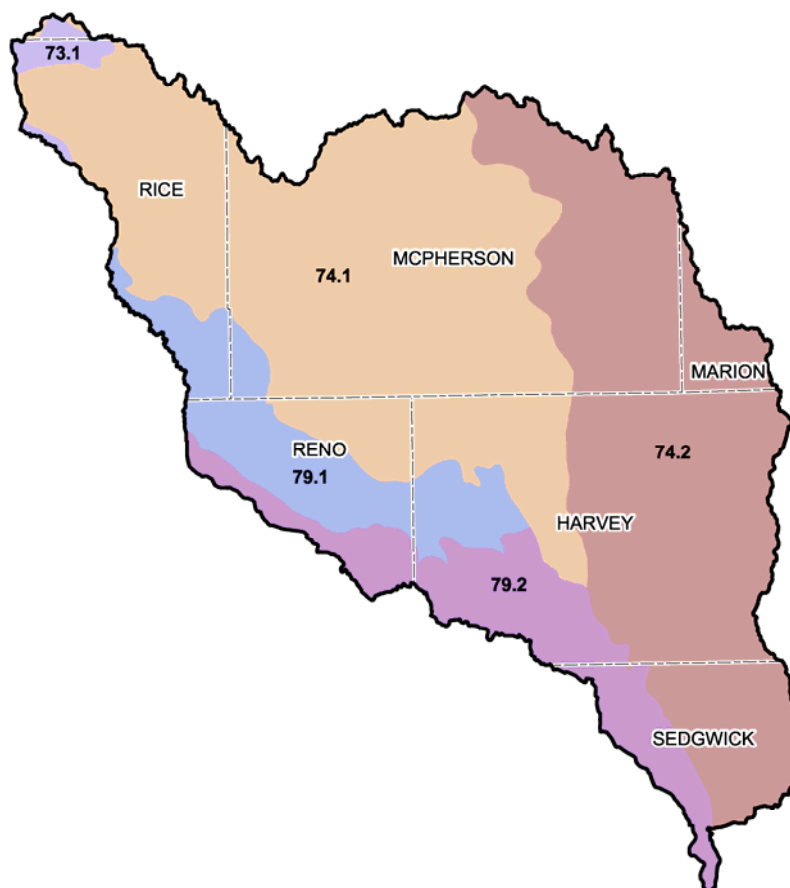 73.1
RICE
MCPHERSON
74.1
MARION
RENO
74.2
79.1
HARVEY
79.2
SEDGWICK